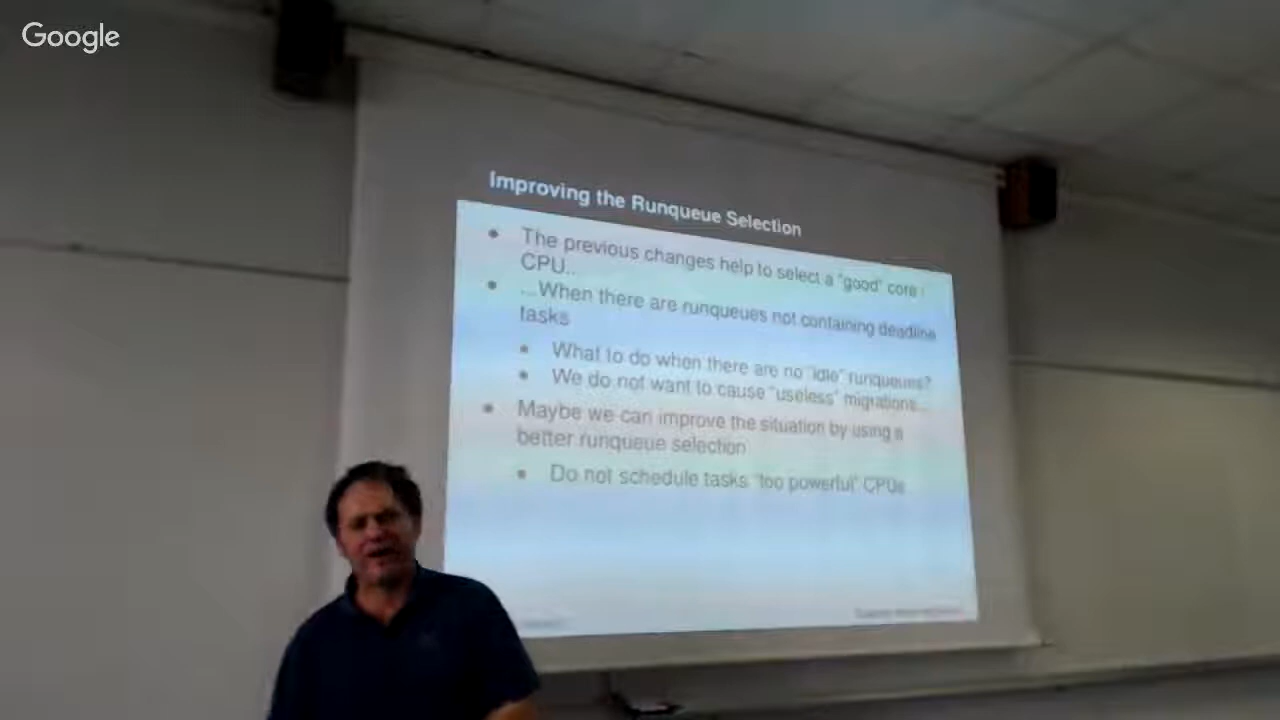 Google
Improving the Runqueue Selection
The previous changes help to select a "good" core
CPU..
...When there are runqueues not containing deadline
tasks
What to do when there are no "idle" runqueues?
We do not want to cause "useless" migrations...
Maybe we can improve the situation by using a
better runqueue selection
Do not schedule tasks "too powerful" CPUs